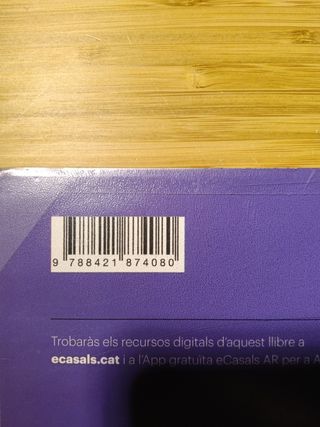 9 788421 874080
Trobaràs els recursos digitals d'aquest llibre a
ecasals.cat i a l'App gratuïta eCasals AR per a A